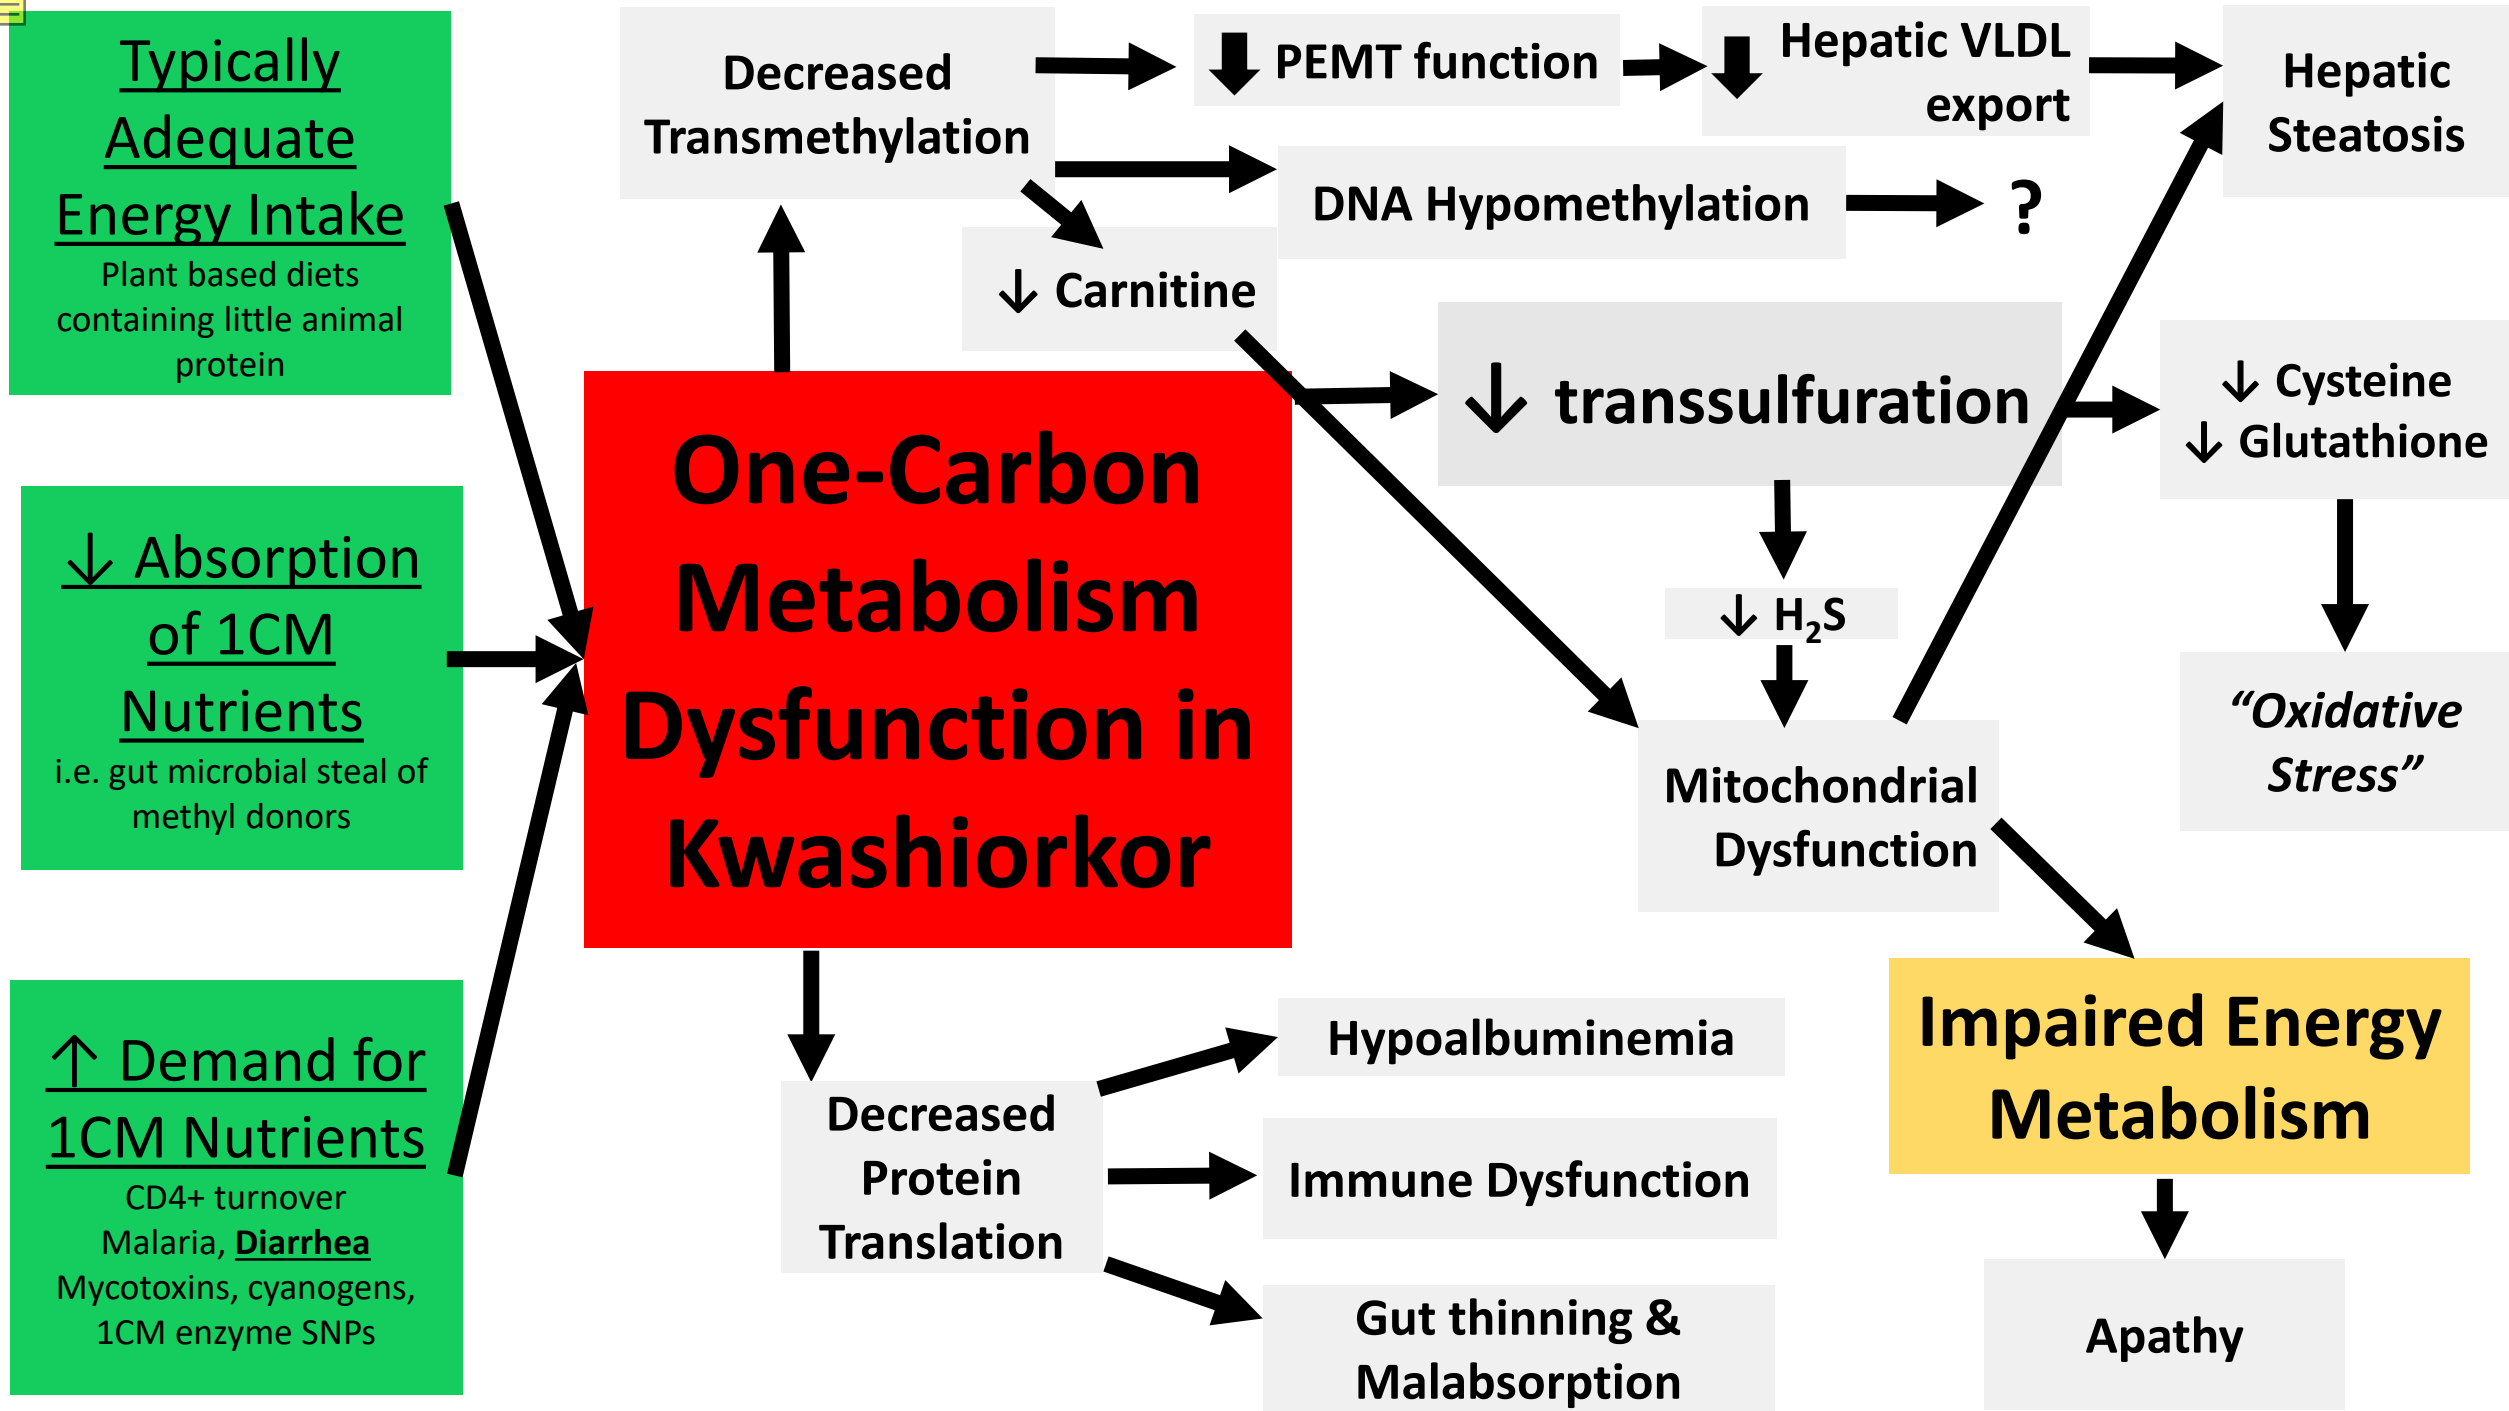 Typically
Adequate
Energy Intake
Plant based diets
containing little animal
protein
↓ Absorption
of 1CM
Nutrients
i.e. gut microbial steal of
methyl donors
↑ Demand for
1CM Nutrients
CD4+ turnover
Malaria, Diarrhea
Mycotoxins, cyanogens,
1CM enzyme SNPs
One-Carbon
Metabolism
Dysfunction in
Kwashiorkor
Decreased
Transmethylation
PEMT function
Hepatic VLDL
export
Hepatic
Steatosis
DNA Hypomethylation
?
↓ Carnitine
↓ transsulfuration
↓ Cysteine
↓ Glutathione
↓ H₂S
"Oxidative
Stress"
Mitochondrial
Dysfunction
Impaired Energy
Metabolism
Apathy
Decreased
Protein
Translation
Hypoalbuminemia
Immune Dysfunction
Gut thinning &
Malabsorption